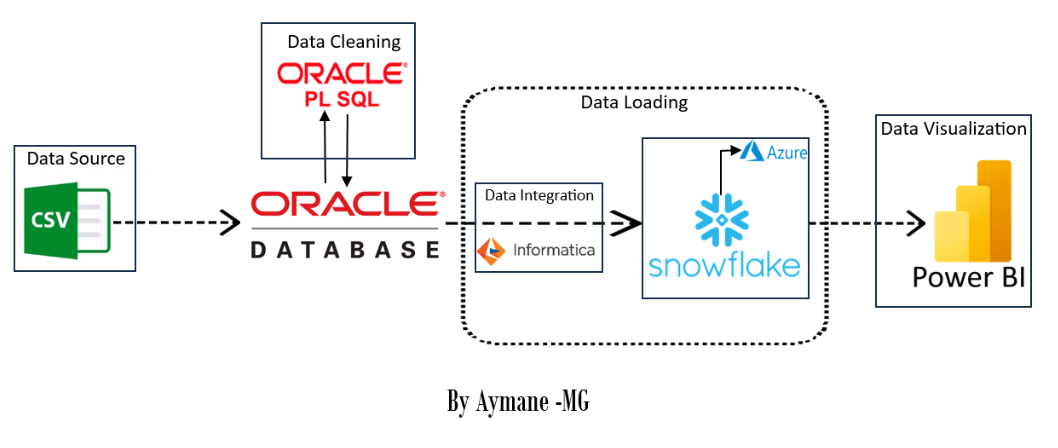 Data Source
CSV
Data Cleaning
ORACLE®
PL SQL
ORACLE®
DATABASE
Data Loading
Data Integration
Informatica
Azure
snowflake
Data Visualization
Power BI
By Aymane -MG